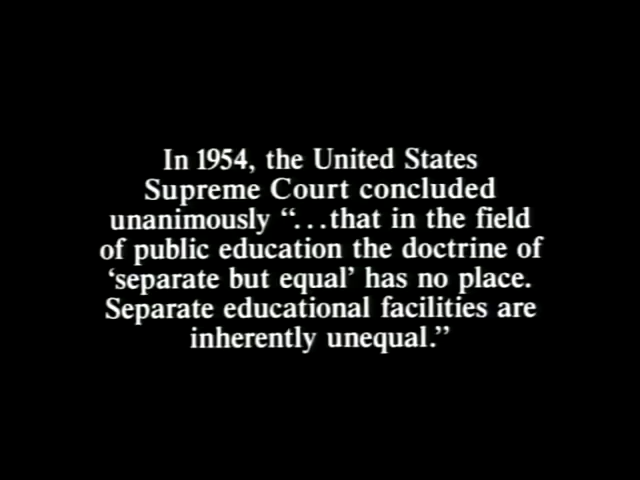 In 1954, the United States
Supreme Court concluded
unanimously “...that in the field
of public education the doctrine of
‘separate but equal’ has no place.
Separate educational facilities are
inherently unequal.”